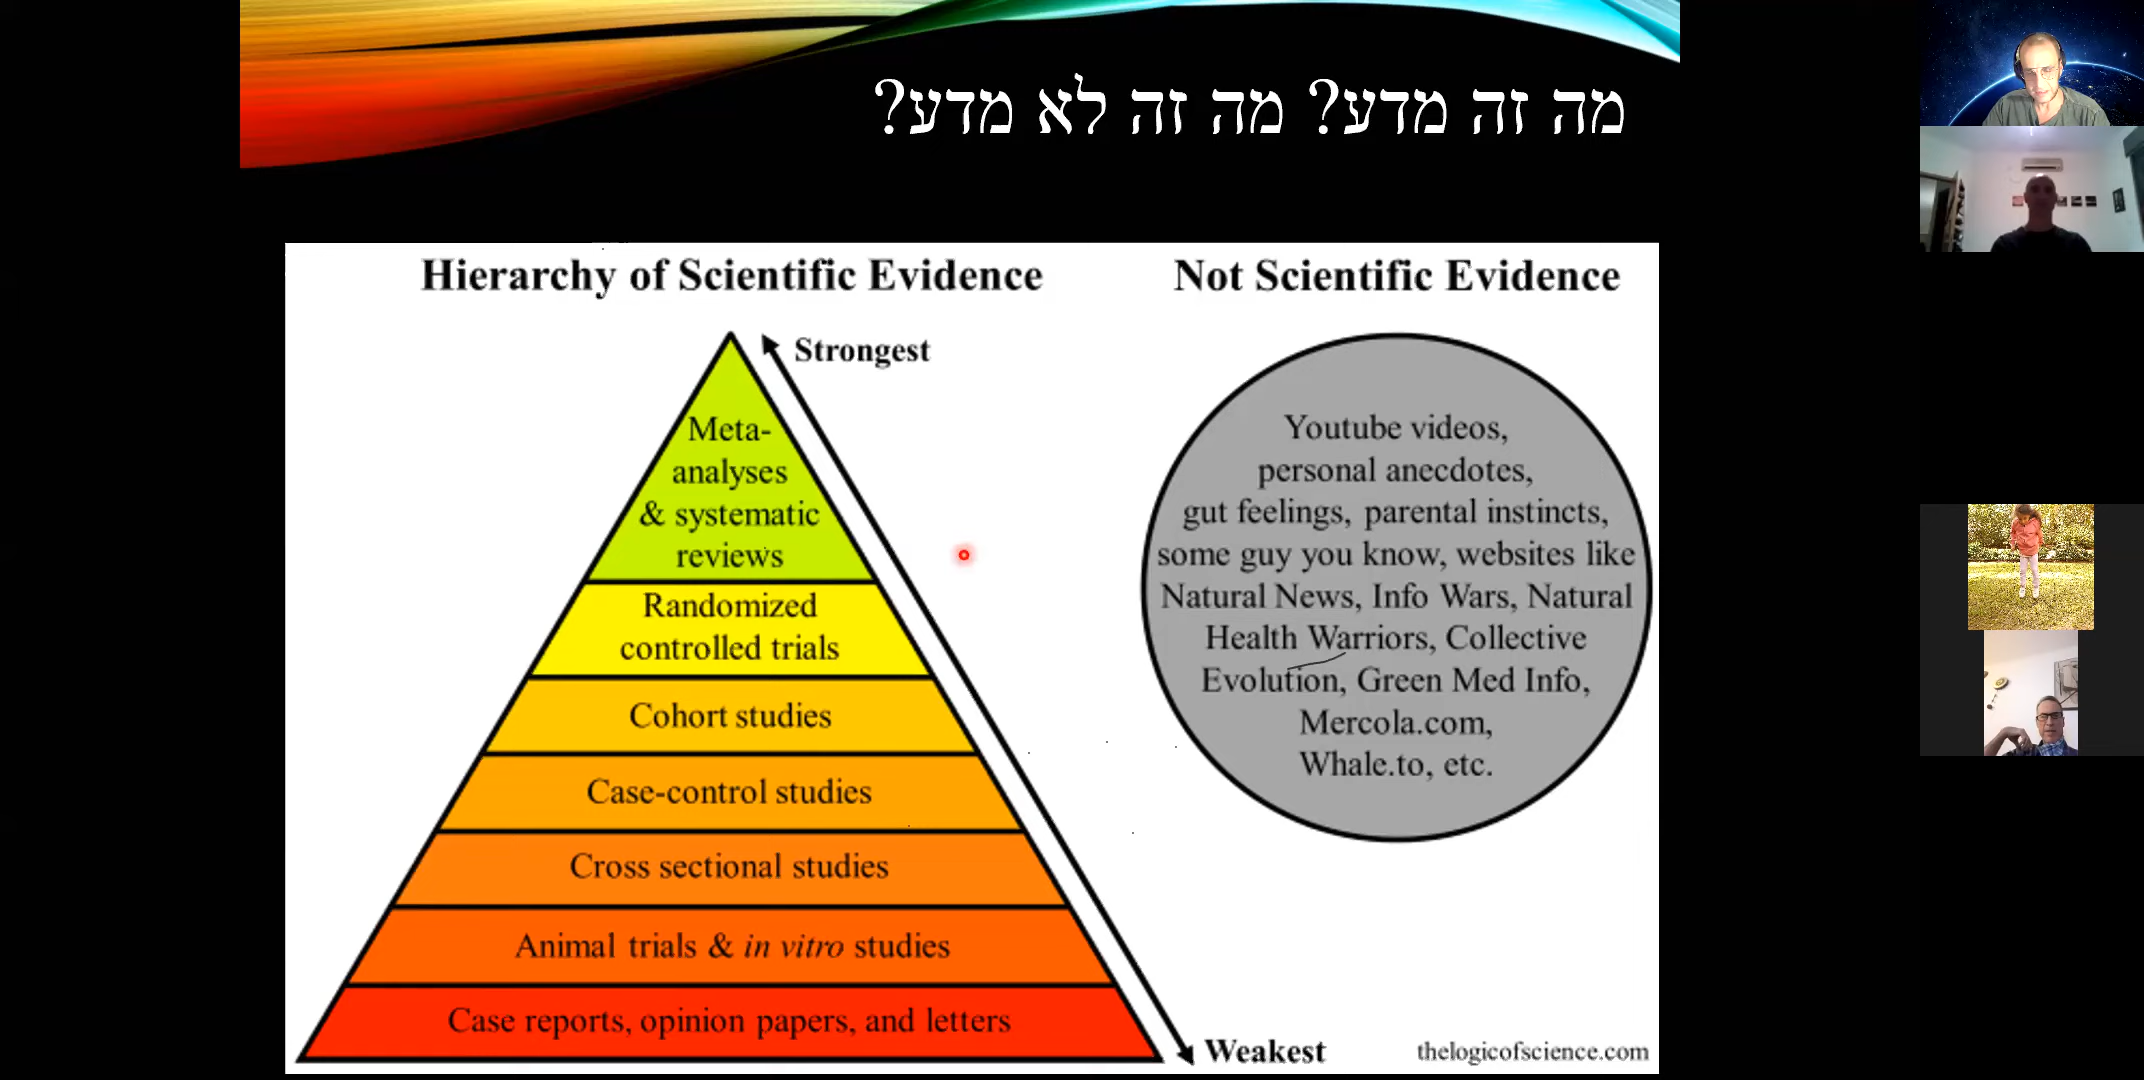 מה זה מדע? מה זה לא מדע?
Hierarchy of Scientific Evidence
Strongest
Meta-
analyses
& systematic
reviews
Randomized
controlled trials
Cohort studies
Case-control studies
Cross sectional studies
Animal trials & in vitro studies
Case reports, opinion papers, and letters
Weakest
Not Scientific Evidence
Youtube videos,
personal anecdotes,
gut feelings, parental instincts,
some guy you know, websites like
Natural News, Info Wars, Natural
Health Warriors, Collective
Evolution, Green Med Info,
Mercola.com,
Whale.to, etc.
thelogicofscience.com